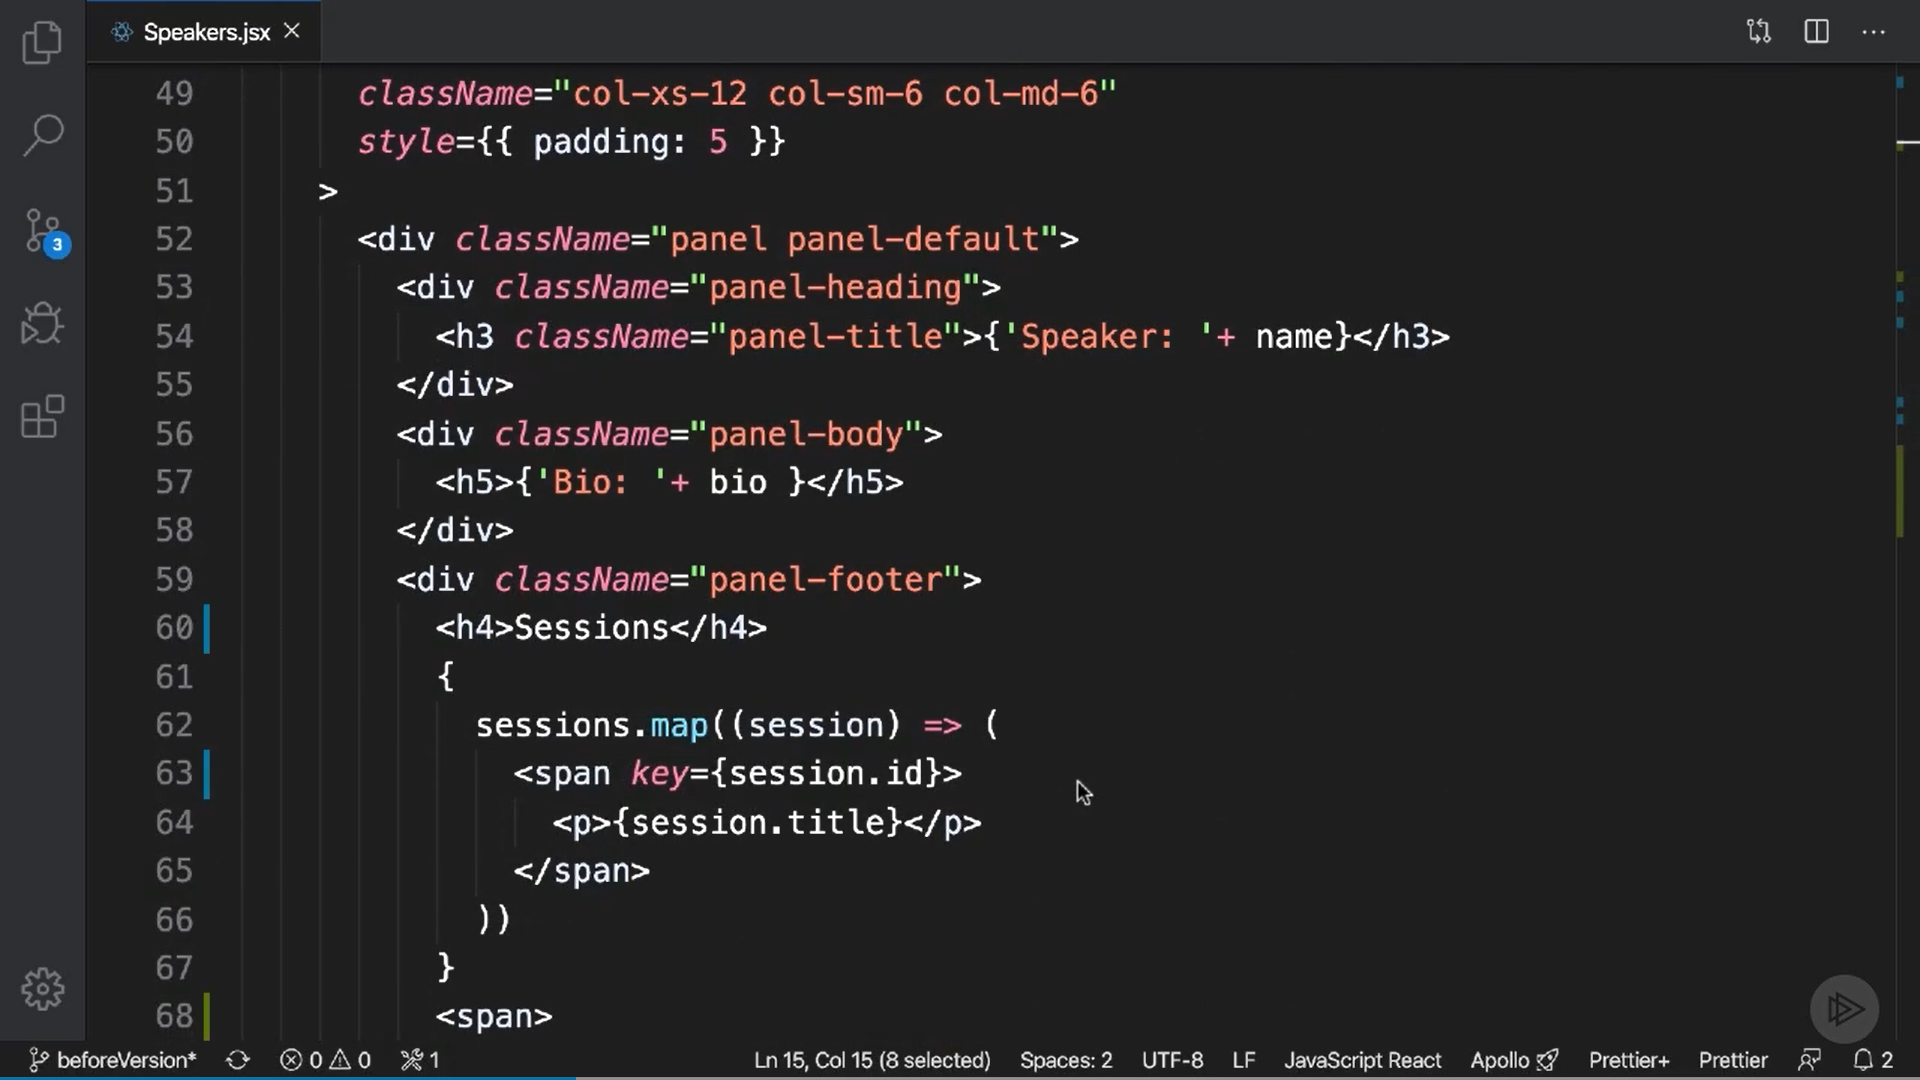 Speakers.jsx
49 className="col-xs-12 col-sm-6 col-md-6"
50 style={{ padding: 5 }}
51 >
52 <div className="panel panel-default">
53 <div className="panel-heading">
54 <h3 className="panel-title">{'Speaker: '+ name}</h3>
55 </div>
56 <div className="panel-body">
57 <h5>{'Bio: '+ bio }</h5>
58 </div>
59 <div className="panel-footer">
60 <h4>Sessions</h4>
61 {
62 sessions.map((session) => (
63 <span key={session.id}>
64 <p>{session.title}</p>
65 </span>
66 ))
67 }
68 <span>
3
beforeVersion* 0 0 1 Ln 15, Col 15 (8 selected) Spaces: 2 UTF-8 LF JavaScript React Apollo Prettier+ Prettier 2